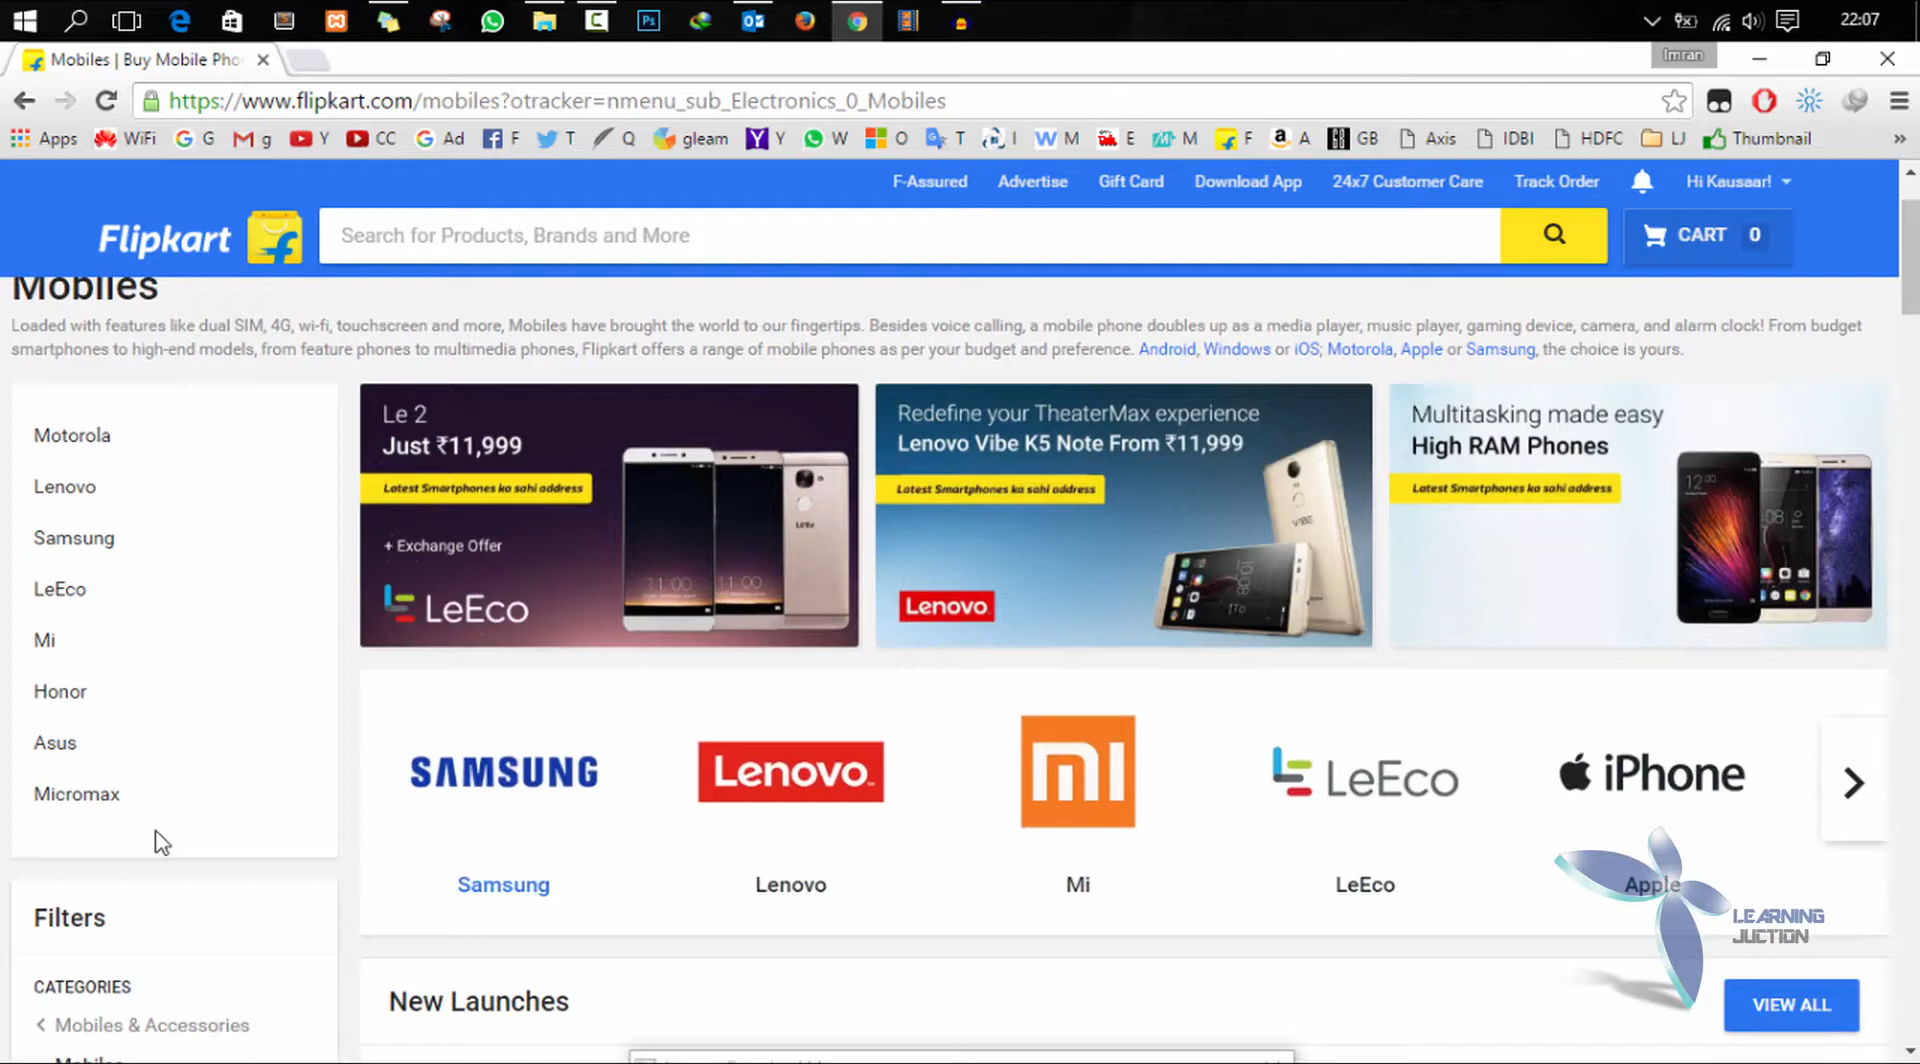 22:07
Mobiles | Buy Mobile Pho
Imran
https://www.flipkart.com/mobiles?otracker=nmenu_sub_Electronics_0_Mobiles
Apps WiFi G g Y CC Ad F T Q gleam Y W O T I M E M F A GB Axis IDBI HDFC LJ Thumbnail »
F-Assured Advertise Gift Card Download App 24x7 Customer Care Track Order Hi Kausaar!
Flipkart Search for Products, Brands and More CART 0
Mobiles
Loaded with features like dual SIM, 4G, wi-fi, touchscreen and more, Mobiles have brought the world to our fingertips. Besides voice calling, a mobile phone doubles up as a media player, music player, gaming device, camera, and alarm clock! From budget
smartphones to high-end models, from feature phones to multimedia phones, Flipkart offers a range of mobile phones as per your budget and preference. Android, Windows or iOS; Motorola, Apple or Samsung, the choice is yours.
Motorola
Lenovo
Samsung
LeEco
Mi
Honor
Asus
Micromax
Le 2
Just ₹11,999
Latest Smartphones ka sahi address
+ Exchange Offer
LeEco
Redefine your TheaterMax experience
Lenovo Vibe K5 Note From ₹11,999
Latest Smartphones ka sahi address
Lenovo
VIBE
Multitasking made easy
High RAM Phones
Latest Smartphones ka sahi address
SAMSUNG Lenovo mi LeEco iPhone
Samsung Lenovo Mi LeEco Apple
LEARNING
JUCTION
Filters
CATEGORIES
Mobiles & Accessories
New Launches
VIEW ALL